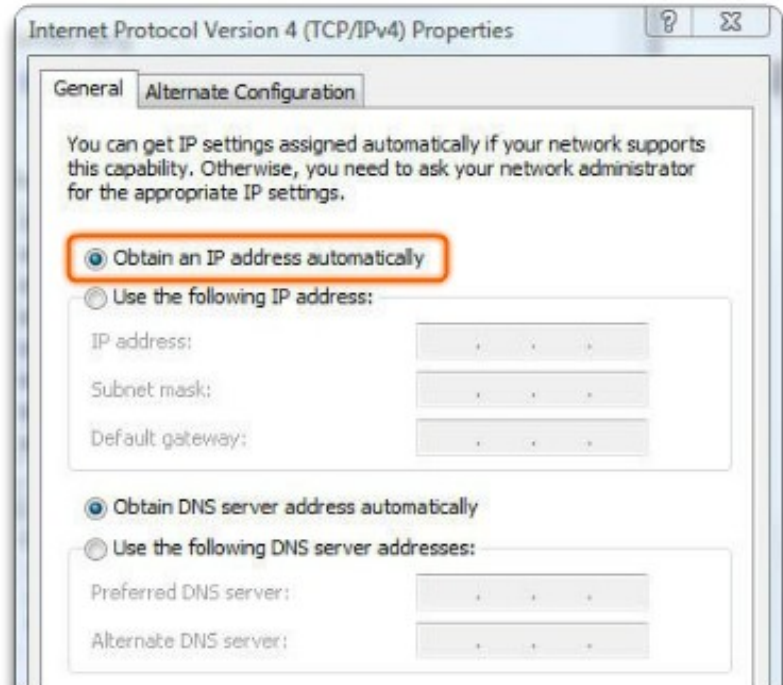 Internet Protocol Version 4 (TCP/IPv4) Properties
General
Alternate Configuration
You can get IP settings assigned automatically if your network supports
this capability. Otherwise, you need to ask your network administrator
for the appropriate IP settings.
Obtain an IP address automatically
Use the following IP address:
IP address:
Subnet mask:
Default gateway:
Obtain DNS server address automatically
Use the following DNS server addresses:
Preferred DNS server:
Alternate DNS server: